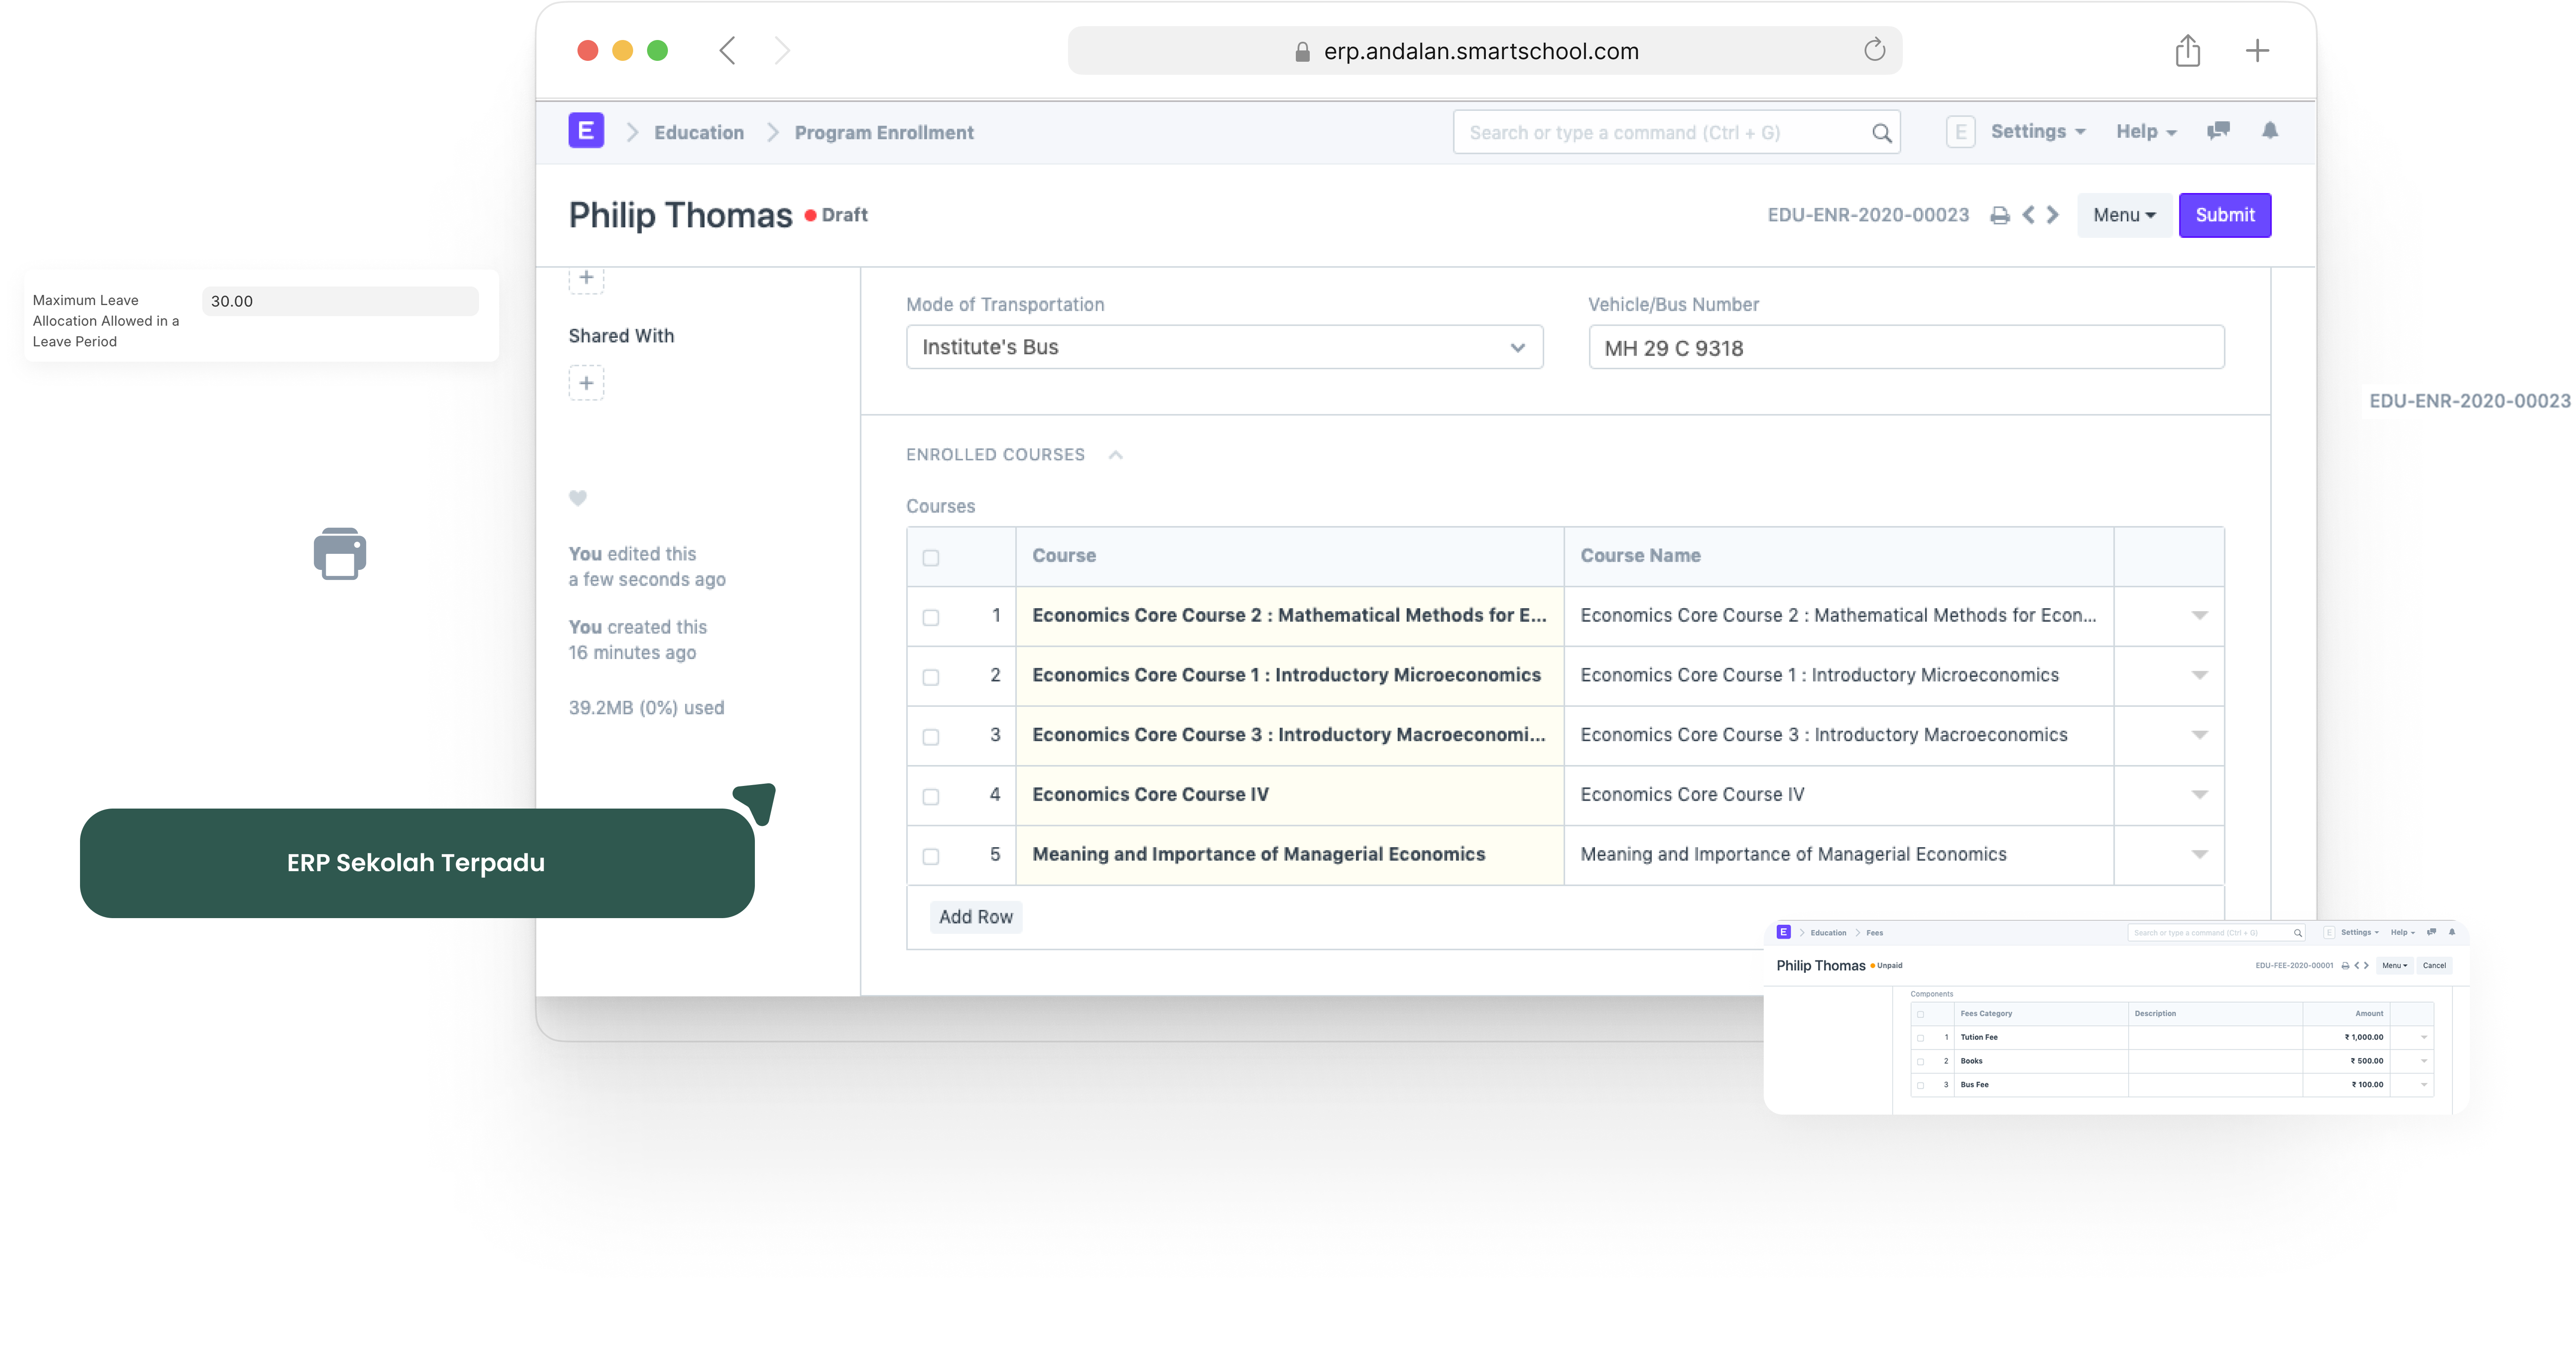 erp.andalan.smartschool.com
E Education Program Enrollment Search or type a command (Ctrl + G) E Settings Help
Philip Thomas Draft EDU-ENR-2020-00023 Menu Submit
Maximum Leave
Allocation Allowed in a
Leave Period
30.00
Shared With
You edited this
a few seconds ago
You created this
16 minutes ago
39.2MB (0%) used
Mode of Transportation Vehicle/Bus Number
Institute's Bus MH 29 C 9318
EDU-ENR-2020-00023
ENROLLED COURSES
Courses
Course Course Name
1 Economics Core Course 2 : Mathematical Methods for E... Economics Core Course 2 : Mathematical Methods for Econ...
2 Economics Core Course 1 : Introductory Microeconomics Economics Core Course 1 : Introductory Microeconomics
3 Economics Core Course 3 : Introductory Macroeconomi... Economics Core Course 3 : Introductory Macroeconomics
4 Economics Core Course IV Economics Core Course IV
5 Meaning and Importance of Managerial Economics Meaning and Importance of Managerial Economics
Add Row
ERP Sekolah Terpadu
E Education Fees Search or type a command (Ctrl + G) E Settings Help
Philip Thomas Unpaid EDU-FEE-2020-00001 Menu Cancel
Components
Fees Category Description Amount
1 Tution Fee ₹ 1,000.00
2 Books ₹ 500.00
3 Bus Fee ₹ 100.00